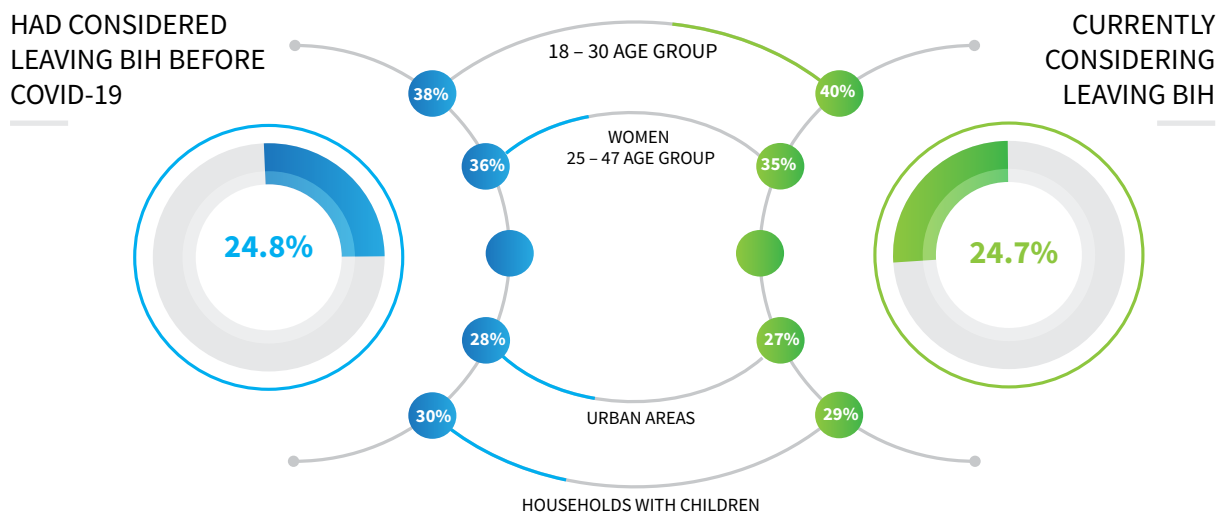 HAD CONSIDERED
LEAVING BIH BEFORE
COVID-19
24.8%
38%
36%
28%
30%
18 – 30 AGE GROUP
WOMEN
25 – 47 AGE GROUP
URBAN AREAS
HOUSEHOLDS WITH CHILDREN
40%
35%
27%
29%
CURRENTLY
CONSIDERING
LEAVING BIH
24.7%